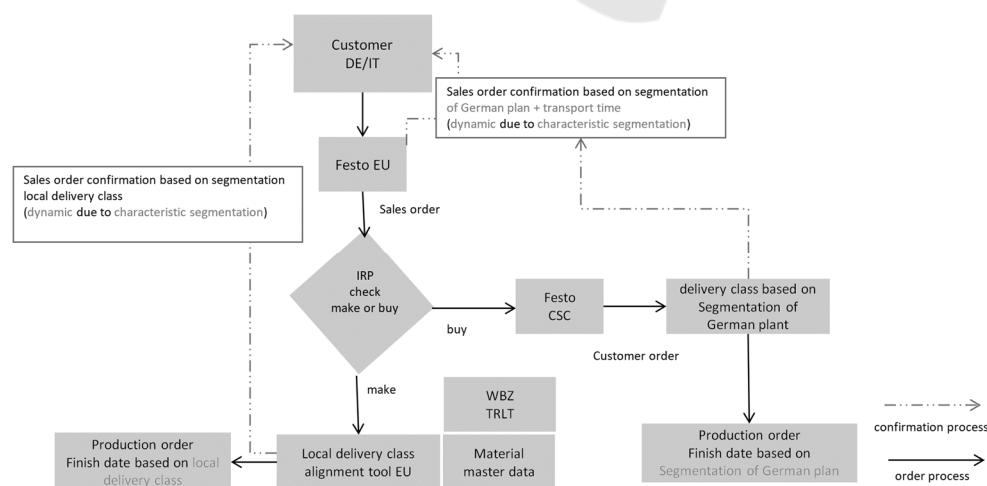 Customer
DE/IT
Sales order confirmation based on segmentation
of German plan + transport time
(dynamic due to characteristic segmentation)
Festo EU
Sales order confirmation based on segmentation
local delivery class
(dynamic due to characteristic segmentation)
Sales order
IRP
check
make or buy
buy
Festo
CSC
delivery class based on
Segmentation of
German plant
Customer order
make
WBZ
TRLT
Production order
Finish date based on local
delivery class
Local delivery class
alignment tool EU
Material
master data
Production order
Finish date based on
Segmentation of German plan
confirmation process
order process